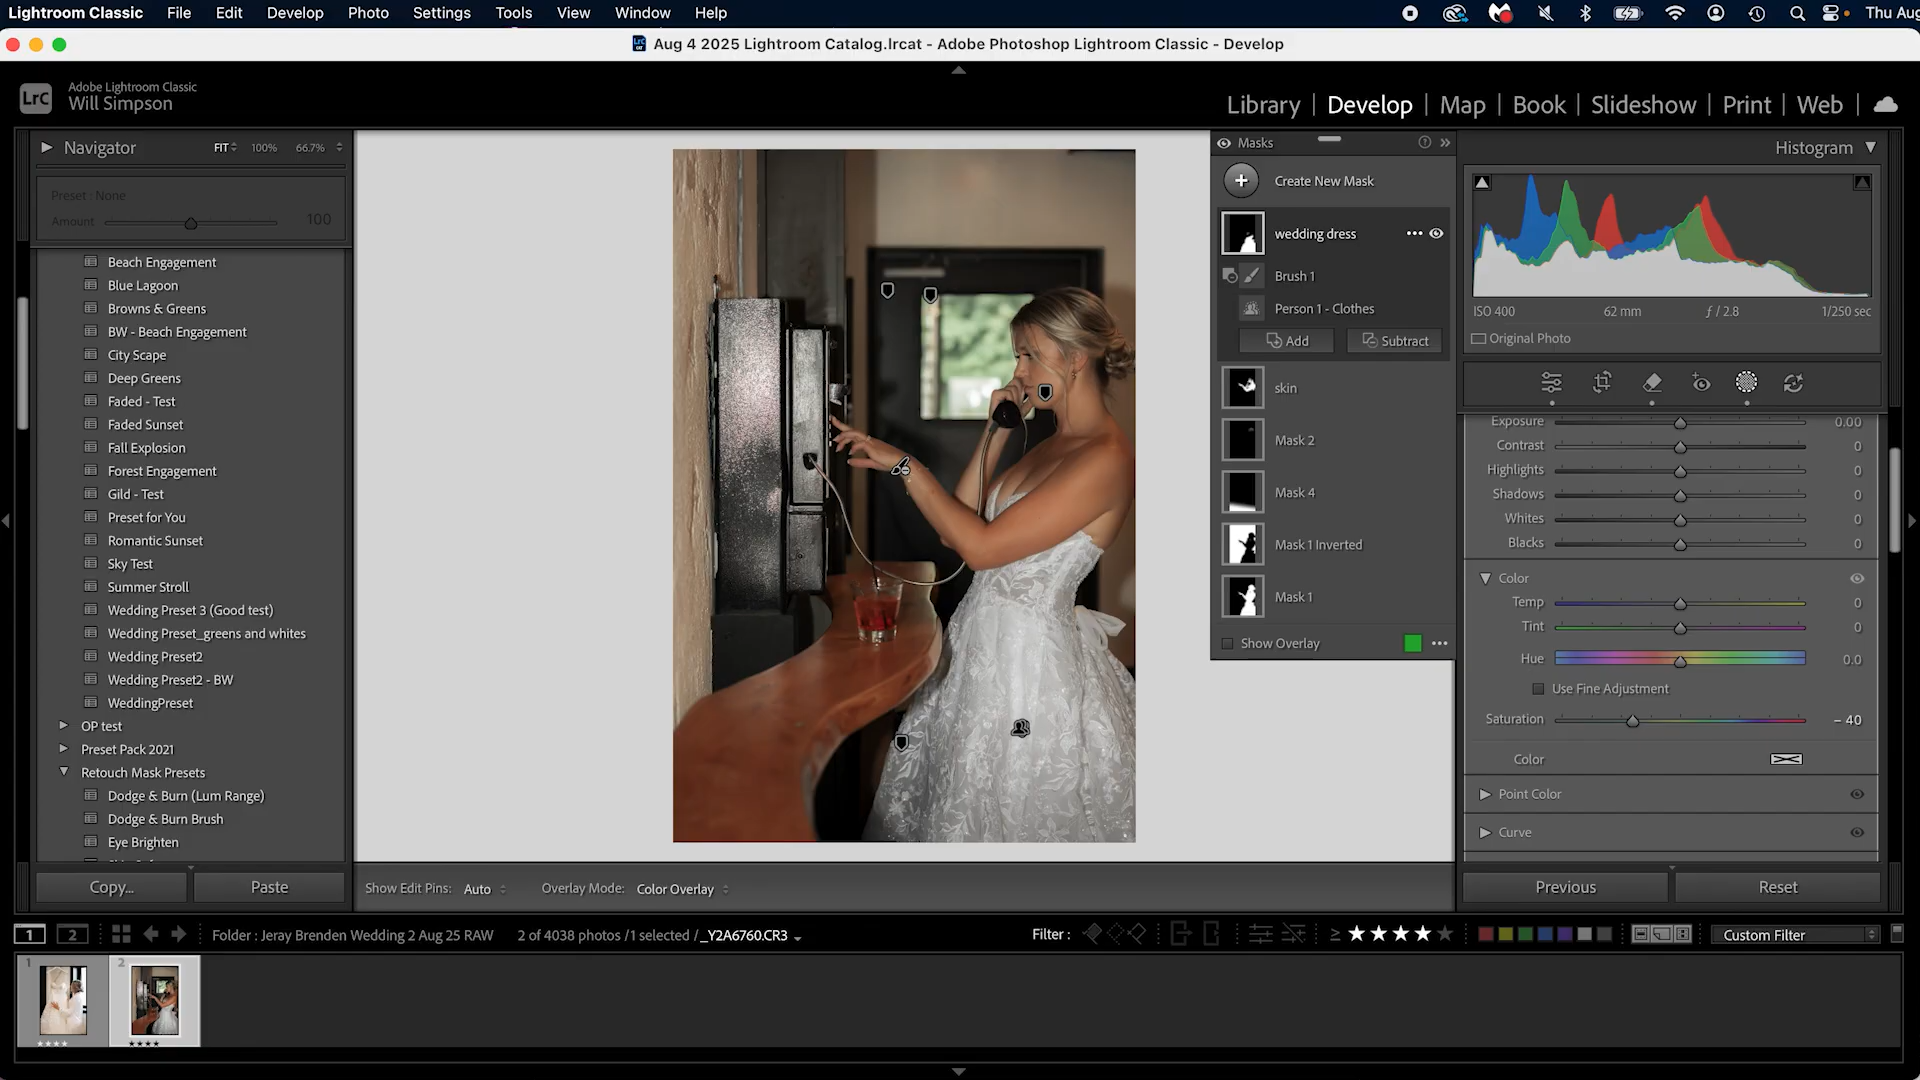 Lightroom Classic File Edit Develop Photo Settings Tools View Window Help Thu Aug
Aug 4 2025 Lightroom Catalog.lrcat - Adobe Photoshop Lightroom Classic - Develop
LrC
Adobe Lightroom Classic
Will Simpson
Library | Develop | Map | Book | Slideshow | Print | Web
Navigator FIT 100% 66.7%
Preset : None
Amount 100
Beach Engagement
Blue Lagoon
Browns & Greens
BW - Beach Engagement
City Scape
Deep Greens
Faded - Test
Faded Sunset
Fall Explosion
Forest Engagement
Gild - Test
Preset for You
Romantic Sunset
Sky Test
Summer Stroll
Wedding Preset 3 (Good test)
Wedding Preset_greens and whites
Wedding Preset2
Wedding Preset2 - BW
WeddingPreset
OP test
Preset Pack 2021
Retouch Mask Presets
Dodge & Burn (Lum Range)
Dodge & Burn Brush
Eye Brighten
Copy...
Paste
Masks
Create New Mask
wedding dress
Brush 1
Person 1 - Clothes
Add
Subtract
skin
Mask 2
Mask 4
Mask 1 Inverted
Mask 1
Show Overlay
Histogram
ISO 400 62 mm ƒ / 2.8 1/250 sec
Original Photo
Exposure 0.00
Contrast 0
Highlights 0
Shadows 0
Whites 0
Blacks 0
Color
Temp 0
Tint 0
Hue 0.0
Use Fine Adjustment
Saturation - 40
Color
Point Color
Curve
Previous
Reset
Show Edit Pins: Auto Overlay Mode: Color Overlay
1 2 Folder : Jeray Brenden Wedding 2 Aug 25 RAW 2 of 4038 photos /1 selected /_Y2A6760.CR3 Filter : ≥ Custom Filter
1
2